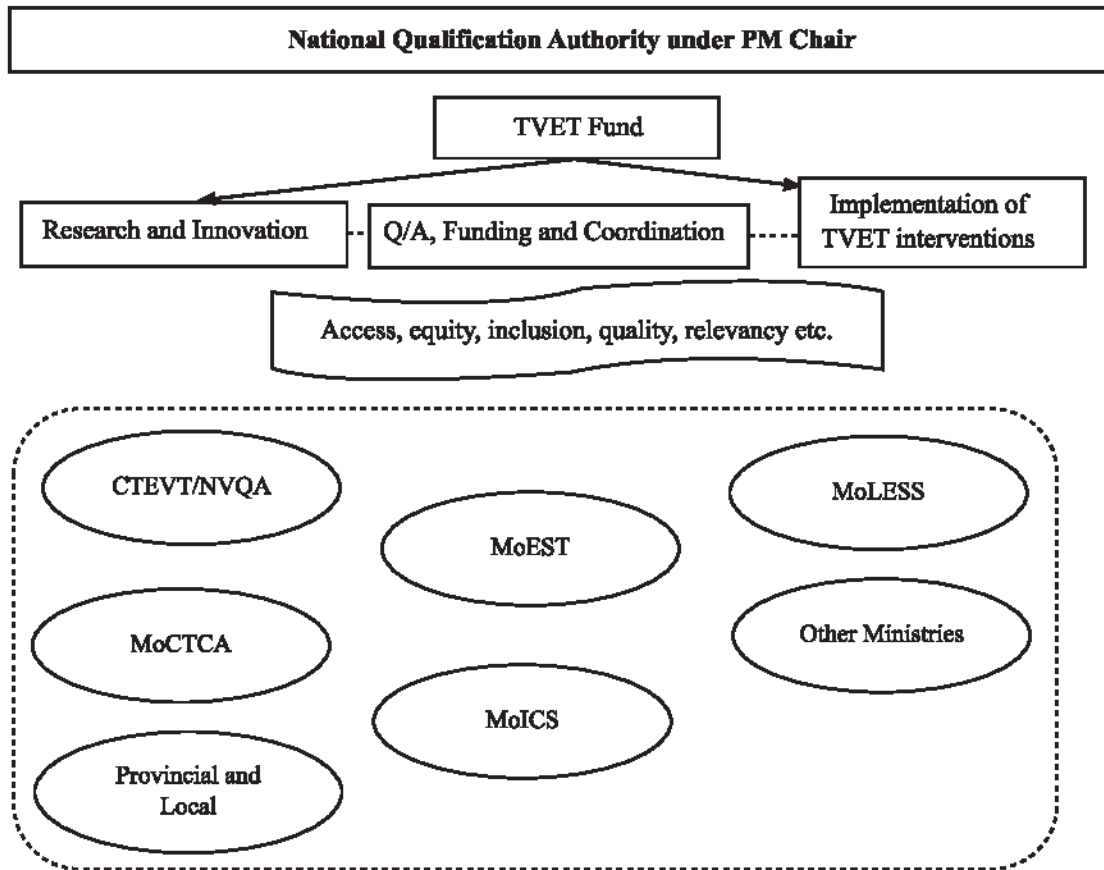 National Qualification Authority under PM Chair
TVET Fund
Research and Innovation
Q/A, Funding and Coordination
Implementation of
TVET interventions
Access, equity, inclusion, quality, relevancy etc.
CTEVT/NVQA
MoEST
MoLESS
MoCTCA
MoICS
Other Ministries
Provincial and
Local